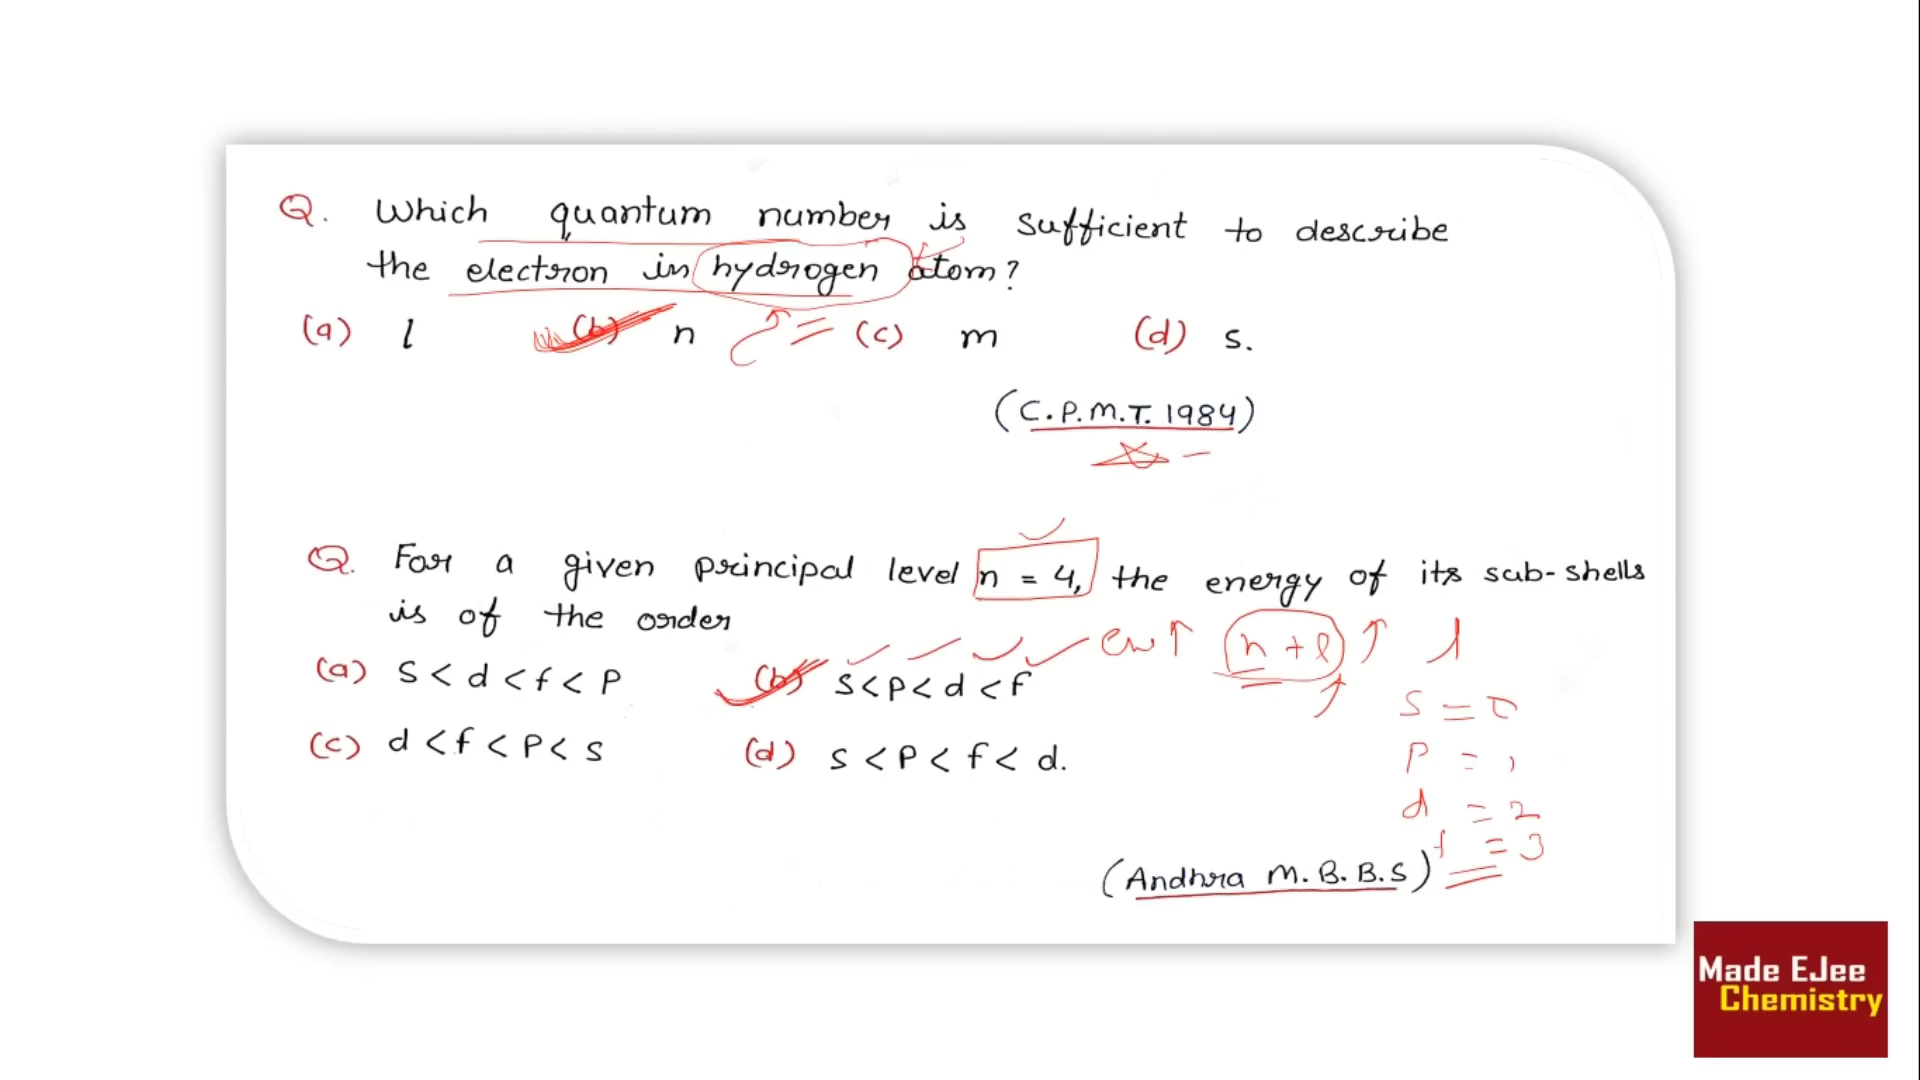 Q. Which quantum number is sufficient to describe
the electron in hydrogen atom?
(a) l (b) n (c) m (d) s.
(C.P.M.T. 1984)
Q. For a given principal level n = 4, the energy of its sub-shells
is of the order
(a) s < d < f < P (b) s < p < d < f
n + l
l
s = 0
(c) d < f < P < s (d) s < P < f < d.
p = 1
d = 2
f = 3
(Andhra M.B.B.S)
Made EJee
Chemistry